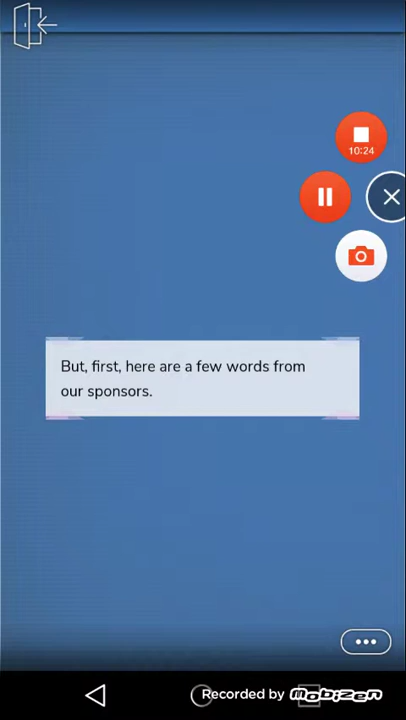 10:24
But, first, here are a few words from
our sponsors.
Recorded by Mobizen